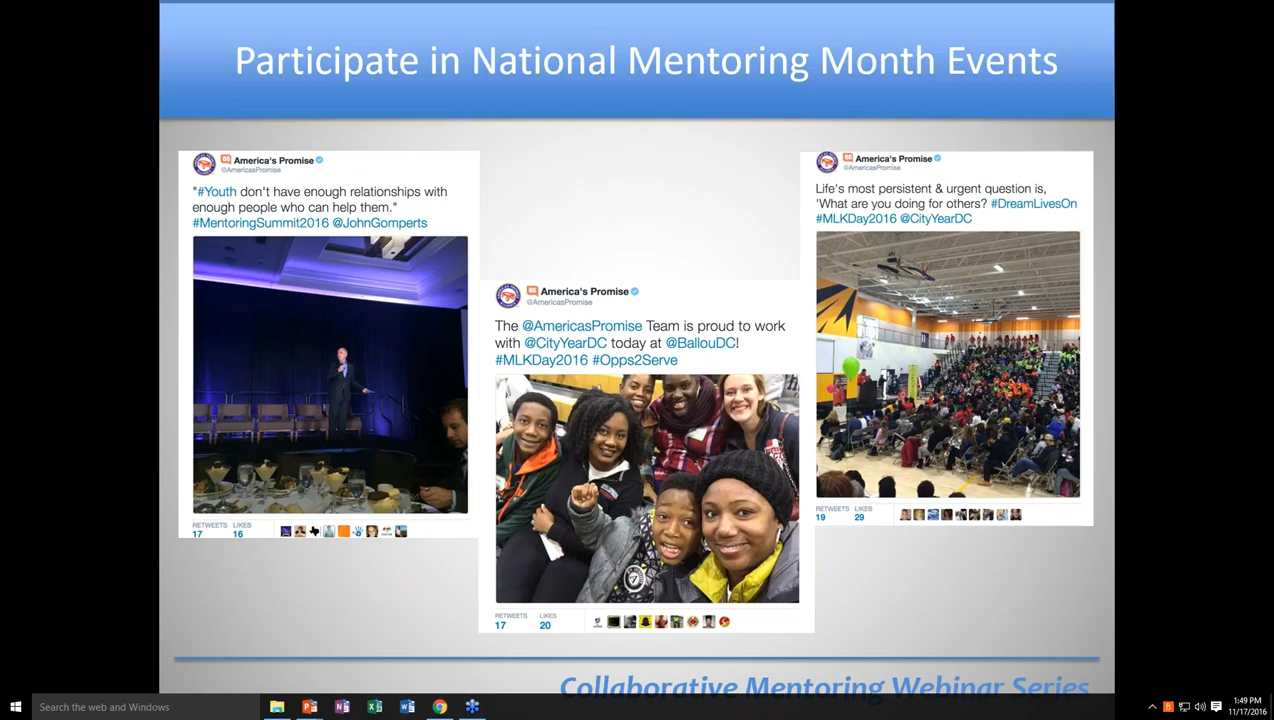 Participate in National Mentoring Month Events
America's Promise
@AmericasPromise
"#Youth don't have enough relationships with
enough people who can help them."
#MentoringSummit2016 @JohnGomperts
RETWEETS LIKES
17 16
America's Promise
@AmericasPromise
The @AmericasPromise Team is proud to work
with @CityYearDC today at @BallouDC!
#MLKDay2016 #Opps2Serve
RETWEETS LIKES
17 20
America's Promise
@AmericasPromise
Life's most persistent & urgent question is,
'What are you doing for others? #DreamLivesOn
#MLKDay2016 @CityYearDC
RETWEETS LIKES
19 29
Collaborative Mentoring Webinar Series
Search the web and Windows
1:49 PM
11/17/2016